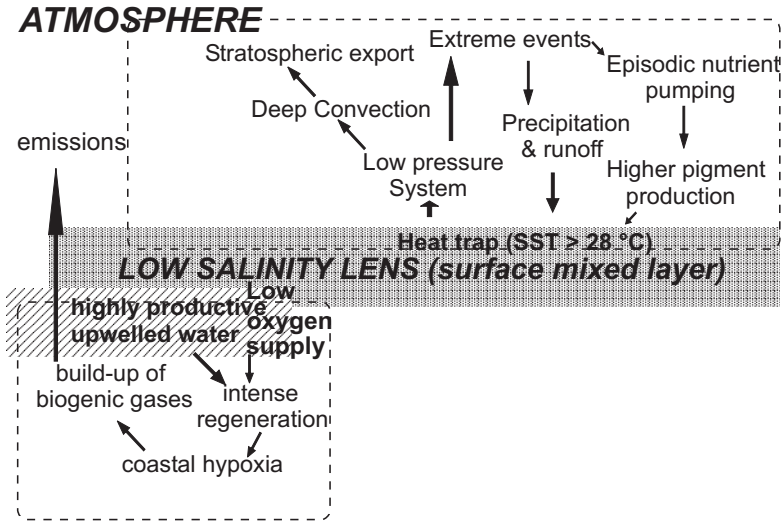 ATMOSPHERE
Stratospheric export
Deep Convection
Low pressure
System
Extreme events
Precipitation
& runoff
Episodic nutrient
pumping
Higher pigment
production
emissions
Heat trap (SST > 28 °C)
LOW SALINITY LENS (surface mixed layer)
highly productive
upwelled water
Low
oxygen
supply
build-up of
biogenic gases
intense
regeneration
coastal hypoxia